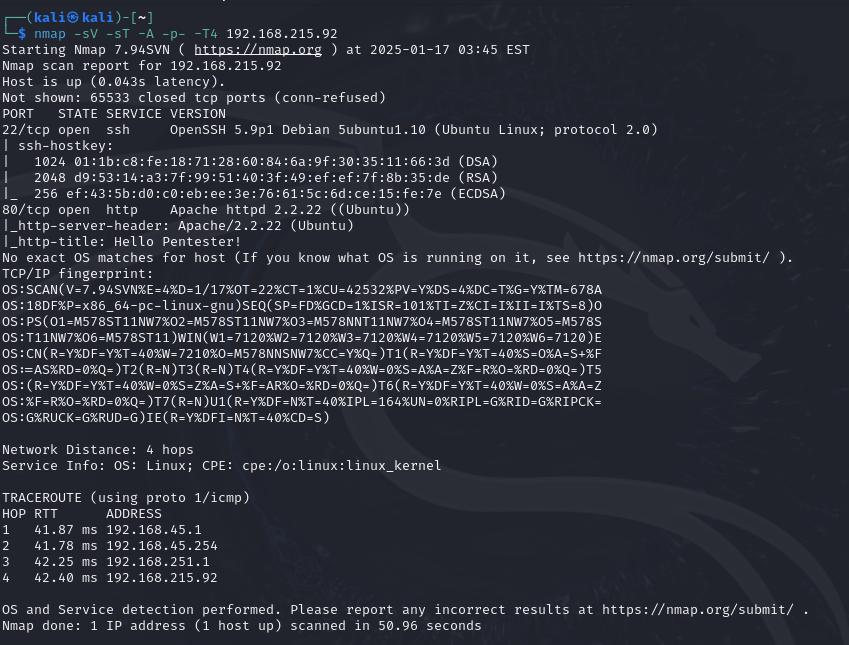 ┌──(kali㉿kali)-[~]
└─$ nmap -sV -sT -A -p- -T4 192.168.215.92
Starting Nmap 7.94SVN ( https://nmap.org ) at 2025-01-17 03:45 EST
Nmap scan report for 192.168.215.92
Host is up (0.043s latency).
Not shown: 65533 closed tcp ports (conn-refused)
PORT   STATE SERVICE VERSION
22/tcp open  ssh     OpenSSH 5.9p1 Debian 5ubuntu1.10 (Ubuntu Linux; protocol 2.0)
| ssh-hostkey:
|   1024 01:1b:c8:fe:18:71:28:60:84:6a:9f:30:35:11:66:3d (DSA)
|   2048 d9:53:14:a3:7f:99:51:40:3f:49:ef:ef:7f:8b:35:de (RSA)
|_  256 ef:43:5b:d0:c0:eb:ee:3e:76:61:5c:6d:ce:15:fe:7e (ECDSA)
80/tcp open  http    Apache httpd 2.2.22 ((Ubuntu))
|_http-server-header: Apache/2.2.22 (Ubuntu)
|_http-title: Hello Pentester!
No exact OS matches for host (If you know what OS is running on it, see https://nmap.org/submit/ ).
TCP/IP fingerprint:
OS:SCAN(V=7.94SVN%E=4%D=1/17%OT=22%CT=1%CU=42532%PV=Y%DS=4%DC=T%G=Y%TM=678A
OS:18DF%P=x86_64-pc-linux-gnu)SEQ(SP=FD%GCD=1%ISR=101%TI=Z%CI=I%II=I%TS=8)O
OS:PS(O1=M578ST11NW7%O2=M578ST11NW7%O3=M578NNT11NW7%O4=M578ST11NW7%O5=M578S
OS:T11NW7%O6=M578ST11)WIN(W1=7120%W2=7120%W3=7120%W4=7120%W5=7120%W6=7120)E
OS:CN(R=Y%DF=Y%T=40%W=7210%O=M578NNSNW7%CC=Y%Q=)T1(R=Y%DF=Y%T=40%S=O%A=S+%F
OS:=AS%RD=0%Q=)T2(R=N)T3(R=N)T4(R=Y%DF=Y%T=40%W=0%S=A%A=Z%F=R%O=%RD=0%Q=)T5
OS:(R=Y%DF=Y%T=40%W=0%S=Z%A=S+%F=AR%O=%RD=0%Q=)T6(R=Y%DF=Y%T=40%W=0%S=A%A=Z
OS:%F=R%O=%RD=0%Q=)T7(R=N)U1(R=Y%DF=N%T=40%IPL=164%UN=0%RIPL=G%RID=G%RIPCK=
OS:G%RUCK=G%RUD=G)IE(R=Y%DFI=N%T=40%CD=S)
Network Distance: 4 hops
Service Info: OS: Linux; CPE: cpe:/o:linux:linux_kernel
TRACEROUTE (using proto 1/icmp)
HOP RTT      ADDRESS
1   41.87 ms 192.168.45.1
2   41.78 ms 192.168.45.254
3   42.25 ms 192.168.251.1
4   42.40 ms 192.168.215.92
OS and Service detection performed. Please report any incorrect results at https://nmap.org/submit/ .
Nmap done: 1 IP address (1 host up) scanned in 50.96 seconds